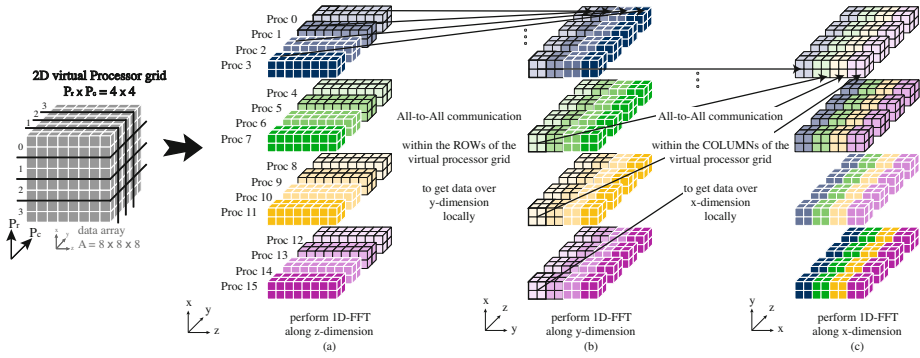 2D virtual Processor grid
Pr x Pc = 4 x 4
3
2
1
0
1
2
3
Pr
Pc
x
y
z
data array
A = 8 x 8 x 8
Proc 0
Proc 1
Proc 2
Proc 3
Proc 4
Proc 5
Proc 6
Proc 7
Proc 8
Proc 9
Proc 10
Proc 11
Proc 12
Proc 13
Proc 14
Proc 15
x
y
z
perform 1D-FFT
along z-dimension
(a)
All-to-All communication
within the ROWS of the
virtual processor grid
to get data over
y-dimension
locally
x
z
y
perform 1D-FFT
along y-dimension
(b)
All-to-All communication
within the COLUMNS of the
virtual processor grid
to get data over
x-dimension
locally
y
z
x
perform 1D-FFT
along x-dimension
(c)